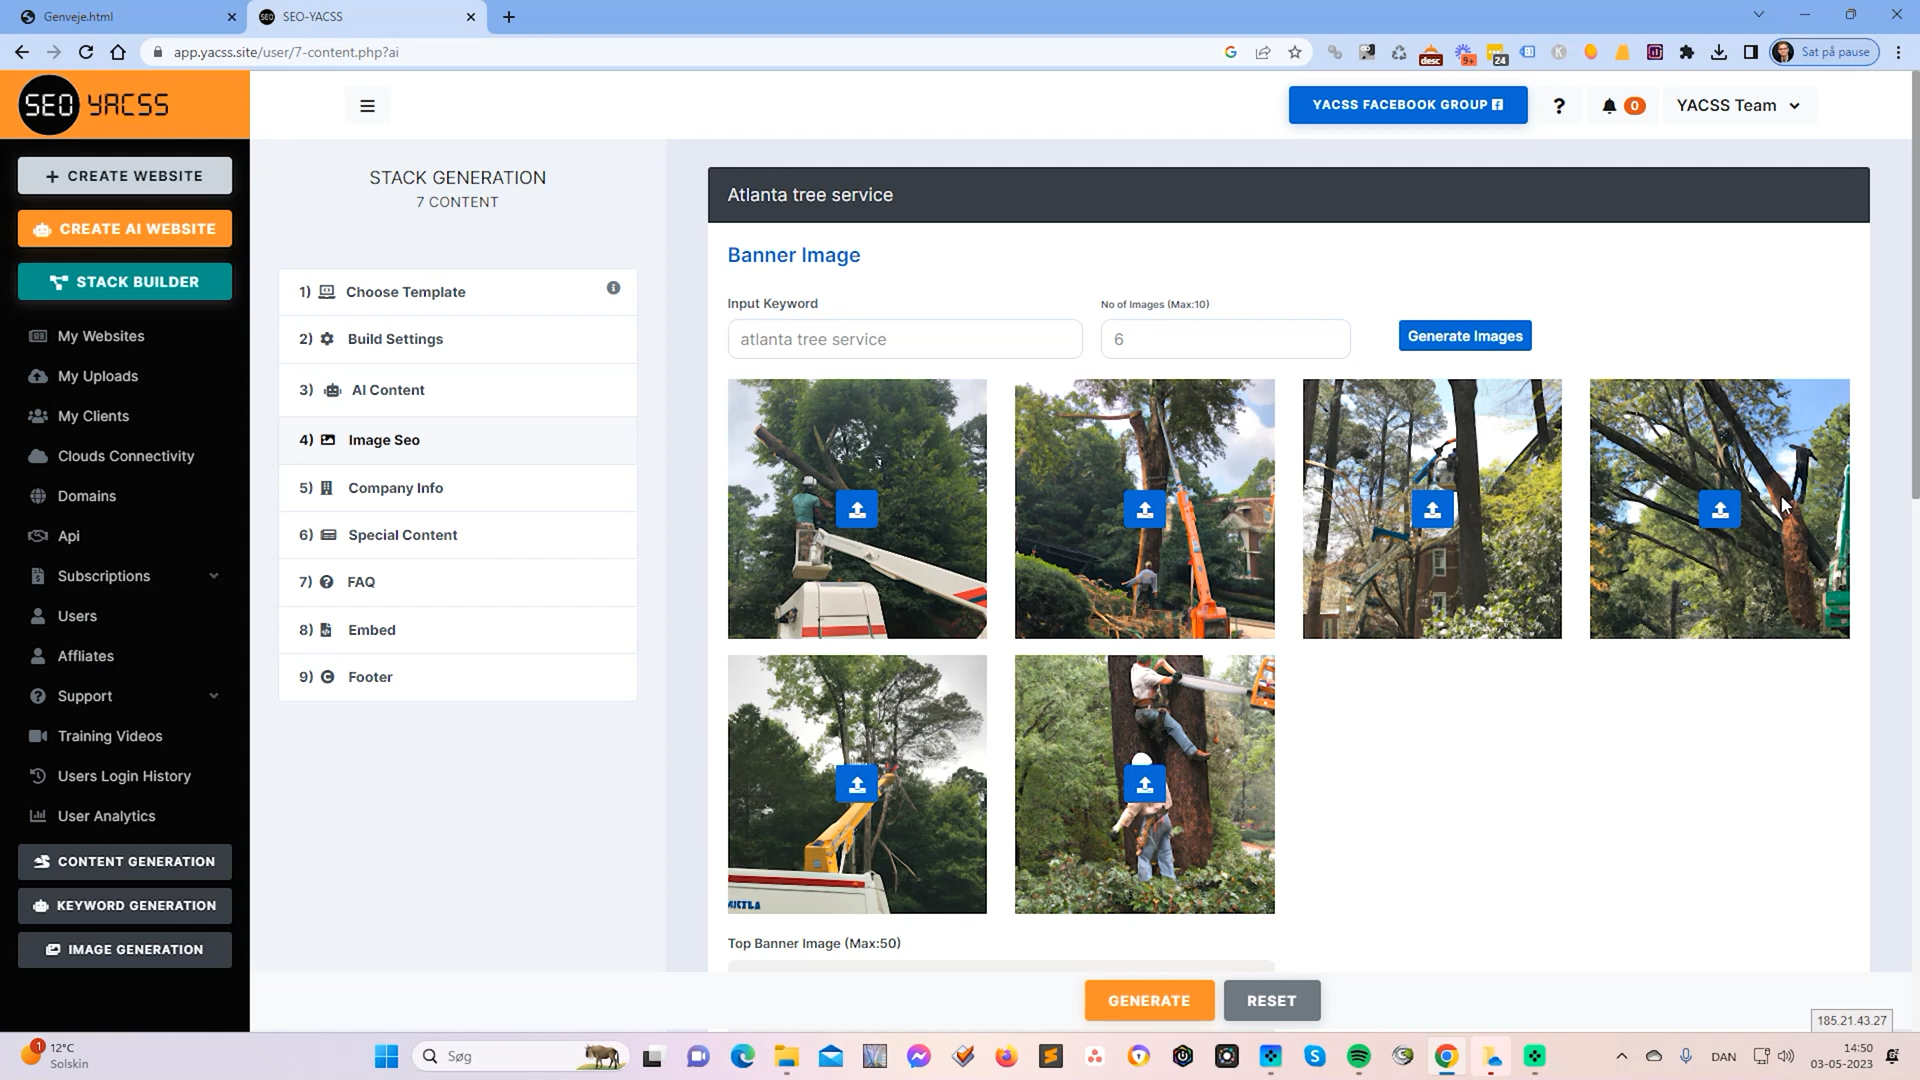 Genveje.html
SEO-YACSS
app.yacss.site/user/7-content.php?ai
desc
9+
24
Sat på pause
SEO YACSS
YACSS FACEBOOK GROUP
?
0
YACSS Team
+ CREATE WEBSITE
CREATE AI WEBSITE
STACK BUILDER
My Websites
My Uploads
My Clients
Clouds Connectivity
Domains
Api
Subscriptions
Users
Affliates
Support
Training Videos
Users Login History
User Analytics
CONTENT GENERATION
KEYWORD GENERATION
IMAGE GENERATION
STACK GENERATION
7 CONTENT
1) Choose Template
2) Build Settings
3) AI Content
4) Image Seo
5) Company Info
6) Special Content
7) FAQ
8) Embed
9) Footer
Atlanta tree service
Banner Image
Input Keyword
No of Images (Max:10)
atlanta tree service
6
Generate Images
Top Banner Image (Max:50)
GENERATE
RESET
185.21.43.27
1
12°C
Solskin
Søg
DAN
14:50
03-05-2023